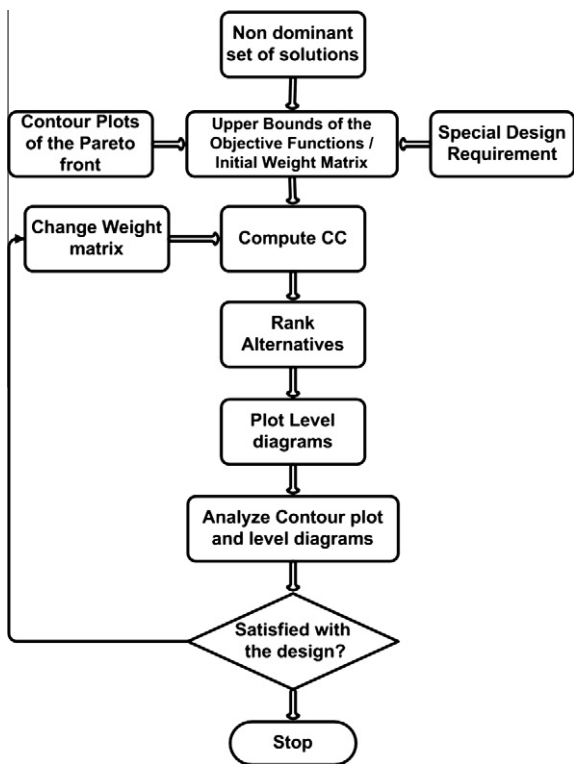 Non dominant
set of solutions
Contour Plots
of the Pareto
front
Upper Bounds of the
Objective Functions /
Initial Weight Matrix
Special Design
Requirement
Change Weight
matrix
Compute CC
Rank
Alternatives
Plot Level
diagrams
Analyze Contour plot
and level diagrams
Satisfied with
the design?
Stop